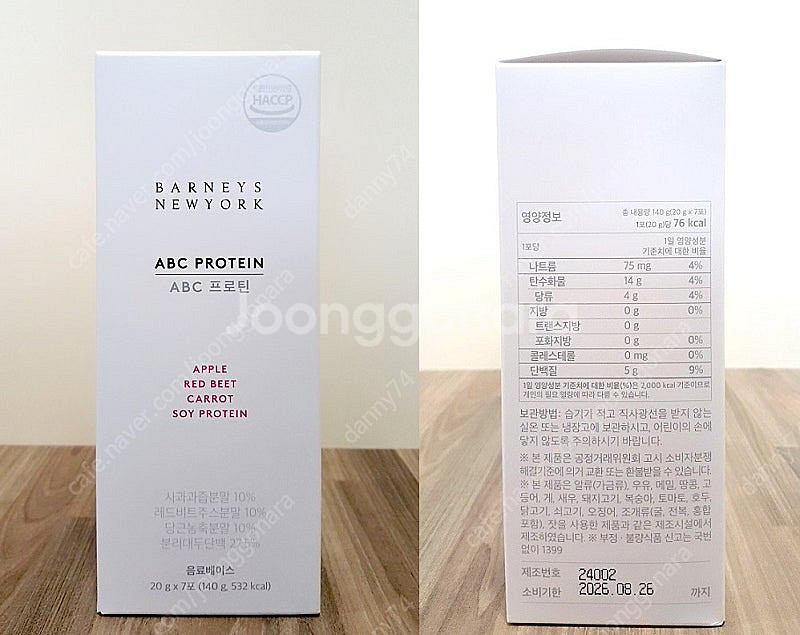 HACCP
BARNEYS
NEWYORK
ABC PROTEIN
ABC 프로틴
APPLE
RED BEET
CARROT
SOY PROTEIN
사과과즙분말 10%
레드비트주스분말 10%
당근농축분말 10%
분리대두단백 27.5%
음료베이스
20 g x 7포 (140 g, 532 kcal)
영양정보
총 내용량 140 g(20 g x 7포)
1포(20 g)당 76 kcal
1포당
1일 영양성분
기준치에 대한 비율
나트륨 75 mg 4%
탄수화물 14 g 4%
당류 4 g 4%
지방 0 g 0%
트랜스지방 0 g
포화지방 0 g 0%
콜레스테롤 0 mg 0%
단백질 5 g 9%
1일 영양성분 기준치에 대한 비율(%)은 2,000 kcal 기준이므로
개인의 필요 열량에 따라 다를 수 있습니다.
보관방법: 습기가 적고 직사광선을 받지 않는
실온 또는 냉장고에 보관하시고, 어린이의 손에
닿지 않도록 주의하시기 바랍니다.
※ 본 제품은 공정거래위원회 고시 소비자분쟁
해결기준에 의거 교환 또는 환불받을 수 있습니다.
※ 본 제품은 알류(가금류), 우유, 메밀, 땅콩, 고
등어, 게, 새우, 돼지고기, 복숭아, 토마토, 호두,
닭고기, 쇠고기, 오징어, 조개류(굴, 전복, 홍합
포함), 잣을 사용한 제품과 같은 제조시설에서
제조하였습니다. ※ 부정·불량식품 신고는 국번
없이 1399
제조번호 24002
소비기한 2026.08.26 까지
Joonggonara
cafe.naver.com/joonggonara
danny74